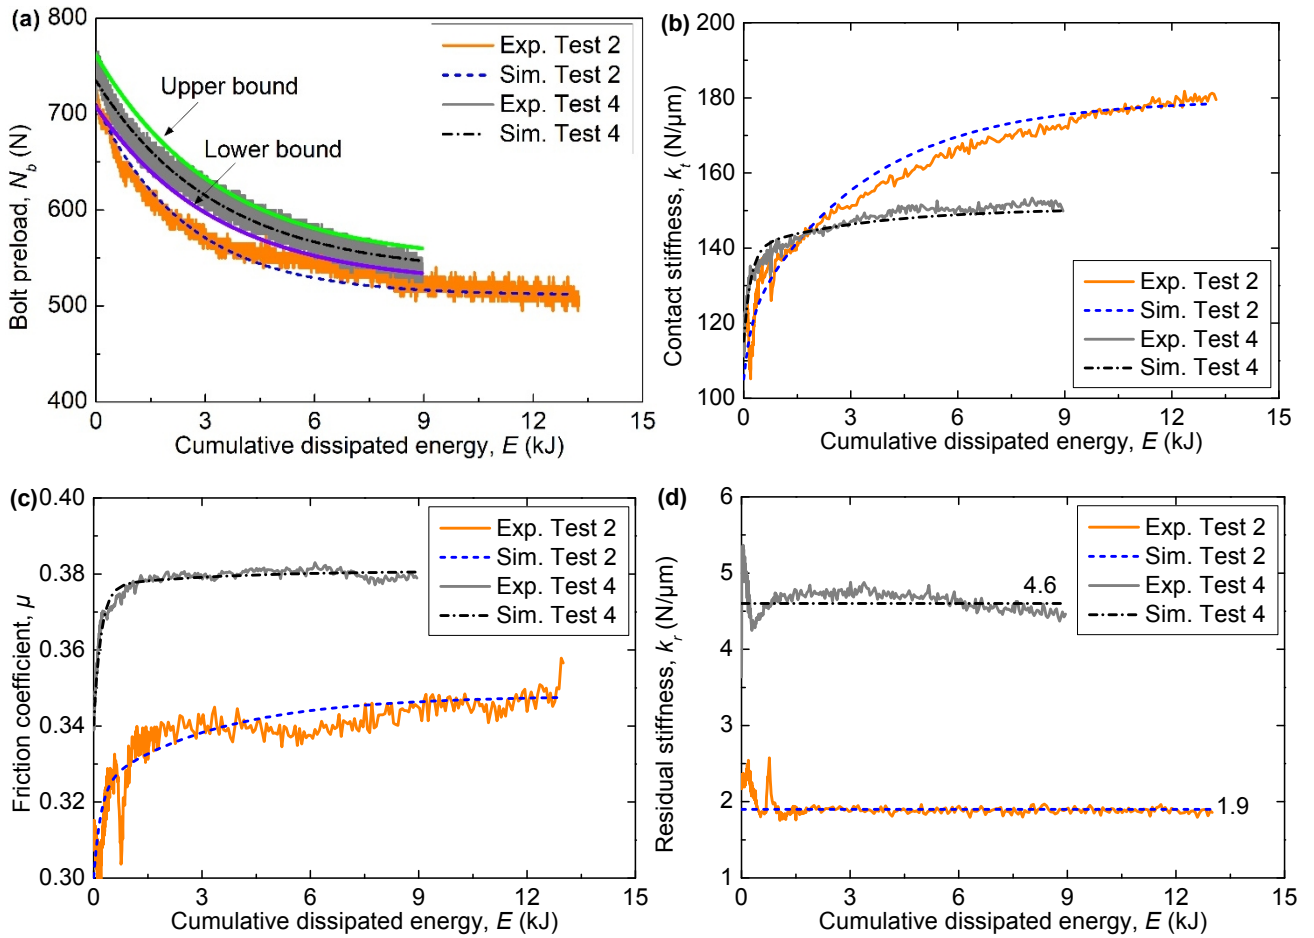 (a)
800
700
600
500
400
Bolt preload, N_b (N)
Upper bound
Lower bound
Exp. Test 2
Sim. Test 2
Exp. Test 4
Sim. Test 4
0 3 6 9 12 15
Cumulative dissipated energy, E (kJ)
(b)
200
180
160
140
120
100
Contact stiffness, k_t (N/μm)
Exp. Test 2
Sim. Test 2
Exp. Test 4
Sim. Test 4
0 3 6 9 12 15
Cumulative dissipated energy, E (kJ)
(c)
0.40
0.38
0.36
0.34
0.32
0.30
Friction coefficient, μ
Exp. Test 2
Sim. Test 2
Exp. Test 4
Sim. Test 4
0 3 6 9 12 15
Cumulative dissipated energy, E (kJ)
(d)
6
5
4
3
2
1
Residual stiffness, k_r (N/μm)
4.6
1.9
Exp. Test 2
Sim. Test 2
Exp. Test 4
Sim. Test 4
0 3 6 9 12 15
Cumulative dissipated energy, E (kJ)